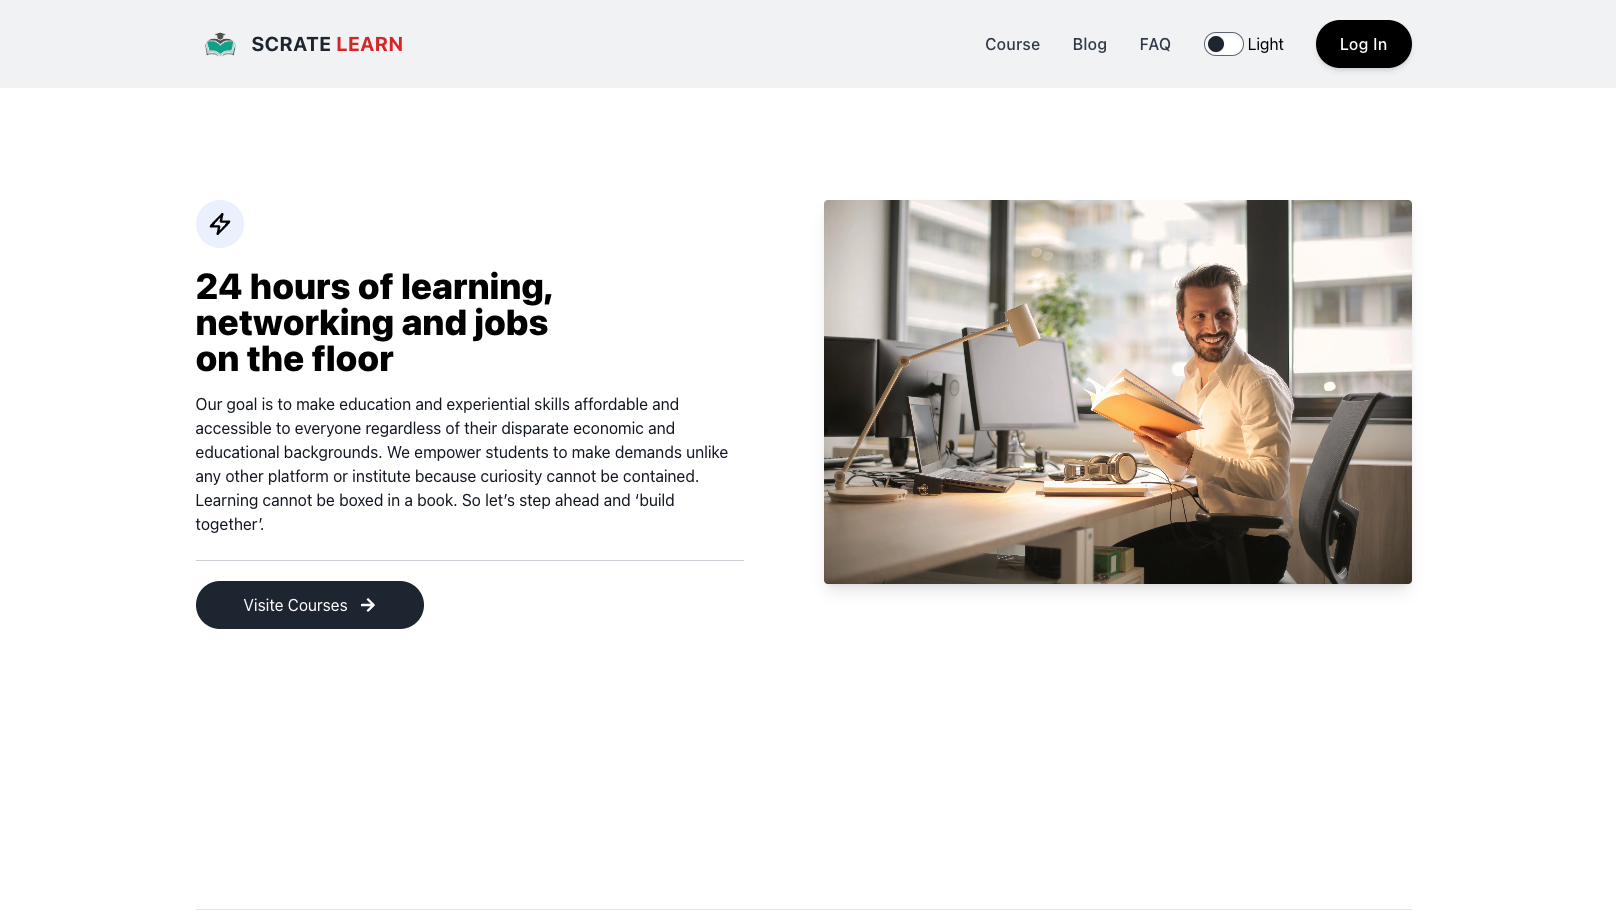 SCRATE LEARN
Course
Blog
FAQ
Light
Log In
24 hours of learning,
networking and jobs
on the floor
Our goal is to make education and experiential skills affordable and
accessible to everyone regardless of their disparate economic and
educational backgrounds. We empower students to make demands unlike
any other platform or institute because curiosity cannot be contained.
Learning cannot be boxed in a book. So let’s step ahead and ‘build
together’.
Visite Courses